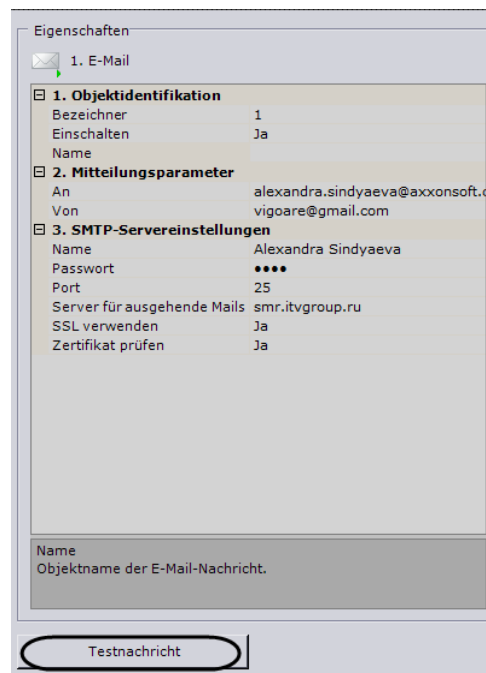 Eigenschaften
1. E-Mail
1. Objektidentifikation
Bezeichner 1
Einschalten Ja
Name
2. Mitteilungsparameter
An alexandra.sindyaeva@axxonsoft.
Von vigoare@gmail.com
3. SMTP-Servereinstellungen
Name Alexandra Sindyaeva
Passwort ••••
Port 25
Server für ausgehende Mails smr.itvgroup.ru
SSL verwenden Ja
Zertifikat prüfen Ja
Name
Objektname der E-Mail-Nachricht.
Testnachricht